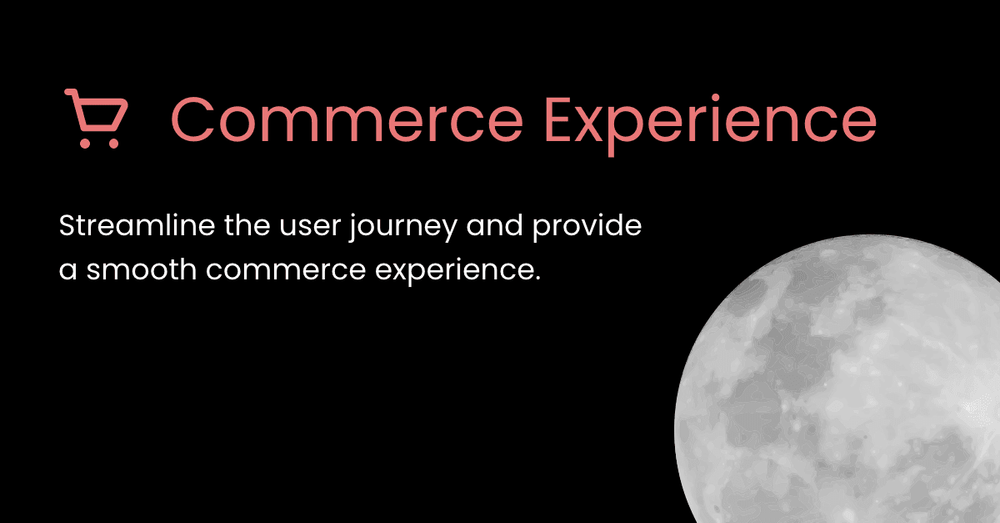 Commerce Experience
Streamline the user journey and provide
a smooth commerce experience.